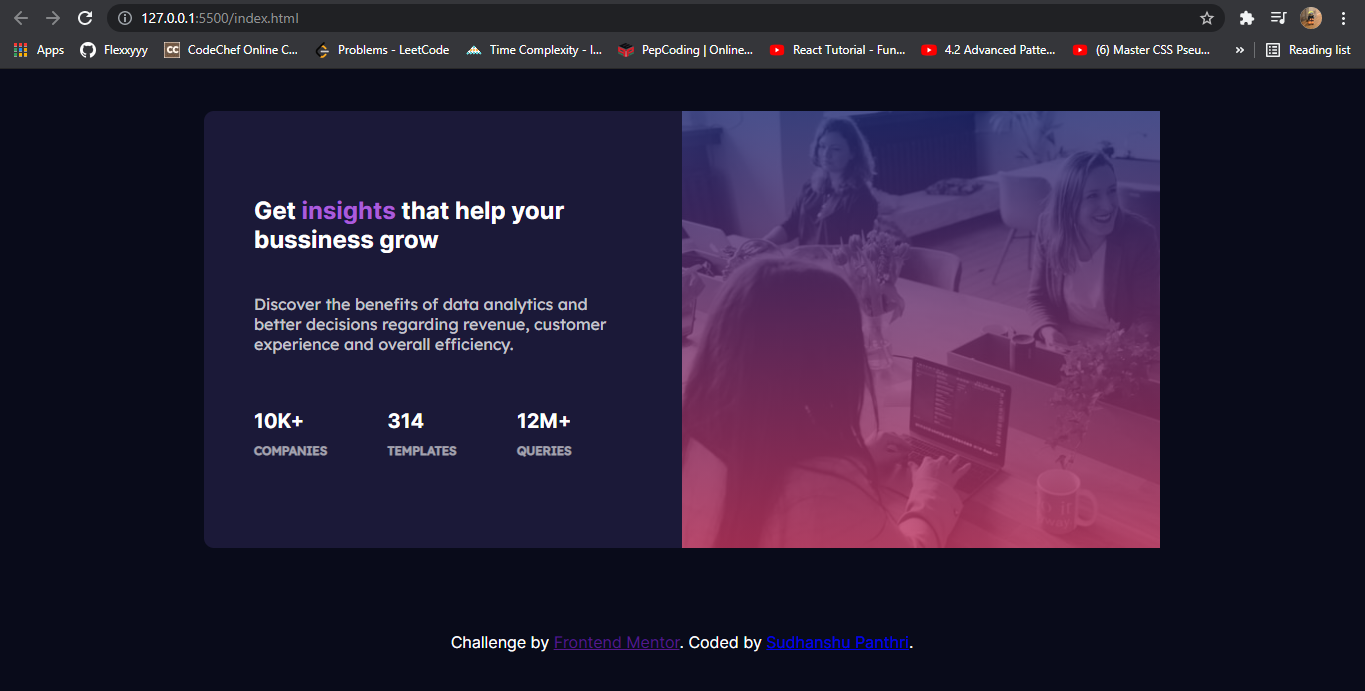 127.0.0.1:5500/index.html
Apps Flexxyyy CodeChef Online C... Problems - LeetCode Time Complexity - I... PepCoding | Online... React Tutorial - Fun... 4.2 Advanced Patte... (6) Master CSS Pseu... » Reading list
Get insights that help your
bussiness grow
Discover the benefits of data analytics and
better decisions regarding revenue, customer
experience and overall efficiency.
10K+ 314 12M+
COMPANIES TEMPLATES QUERIES
Challenge by Frontend Mentor. Coded by Sudhanshu Panthri.